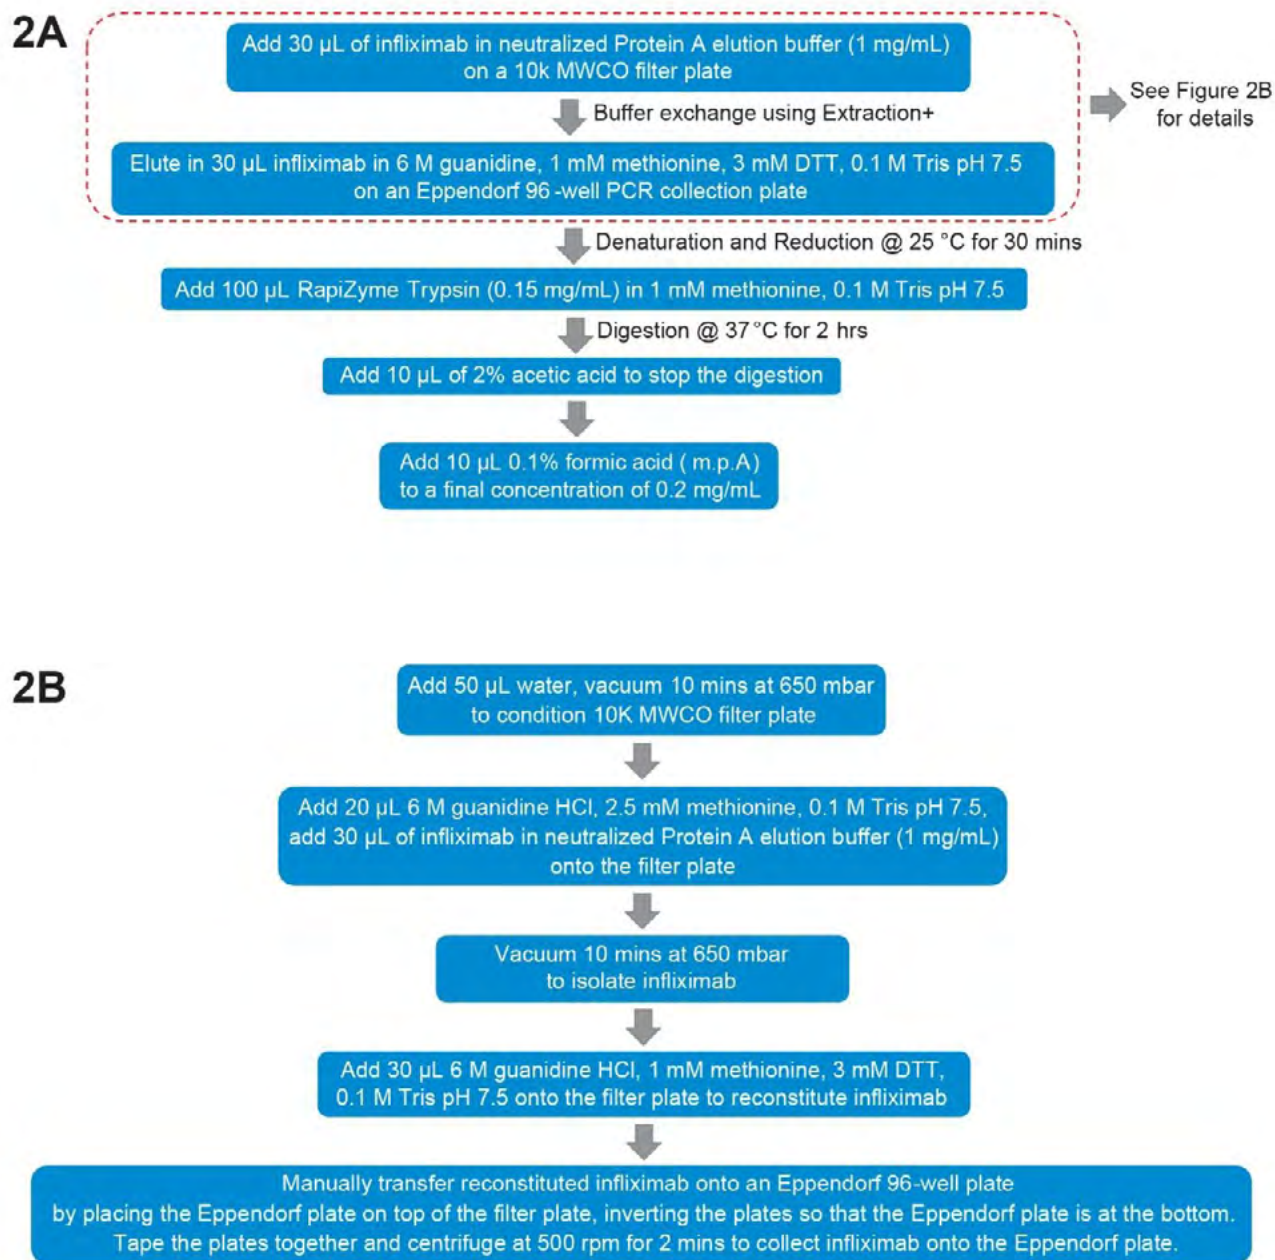 2A
Add 30 µL of infliximab in neutralized Protein A elution buffer (1 mg/mL)
on a 10k MWCO filter plate
See Figure 2B
for details
Buffer exchange using Extraction+
Elute in 30 µL infliximab in 6 M guanidine, 1 mM methionine, 3 mM DTT, 0.1 M Tris pH 7.5
on an Eppendorf 96-well PCR collection plate
Denaturation and Reduction @ 25 °C for 30 mins
Add 100 µL RapiZyme Trypsin (0.15 mg/mL) in 1 mM methionine, 0.1 M Tris pH 7.5
Digestion @ 37 °C for 2 hrs
Add 10 µL of 2% acetic acid to stop the digestion
Add 10 µL 0.1% formic acid ( m.p.A)
to a final concentration of 0.2 mg/mL
2B
Add 50 µL water, vacuum 10 mins at 650 mbar
to condition 10K MWCO filter plate
Add 20 µL 6 M guanidine HCl, 2.5 mM methionine, 0.1 M Tris pH 7.5,
add 30 µL of infliximab in neutralized Protein A elution buffer (1 mg/mL)
onto the filter plate
Vacuum 10 mins at 650 mbar
to isolate infliximab
Add 30 µL 6 M guanidine HCl, 1 mM methionine, 3 mM DTT,
0.1 M Tris pH 7.5 onto the filter plate to reconstitute infliximab
Manually transfer reconstituted infliximab onto an Eppendorf 96-well plate
by placing the Eppendorf plate on top of the filter plate, inverting the plates so that the Eppendorf plate is at the bottom.
Tape the plates together and centrifuge at 500 rpm for 2 mins to collect infliximab onto the Eppendorf plate.